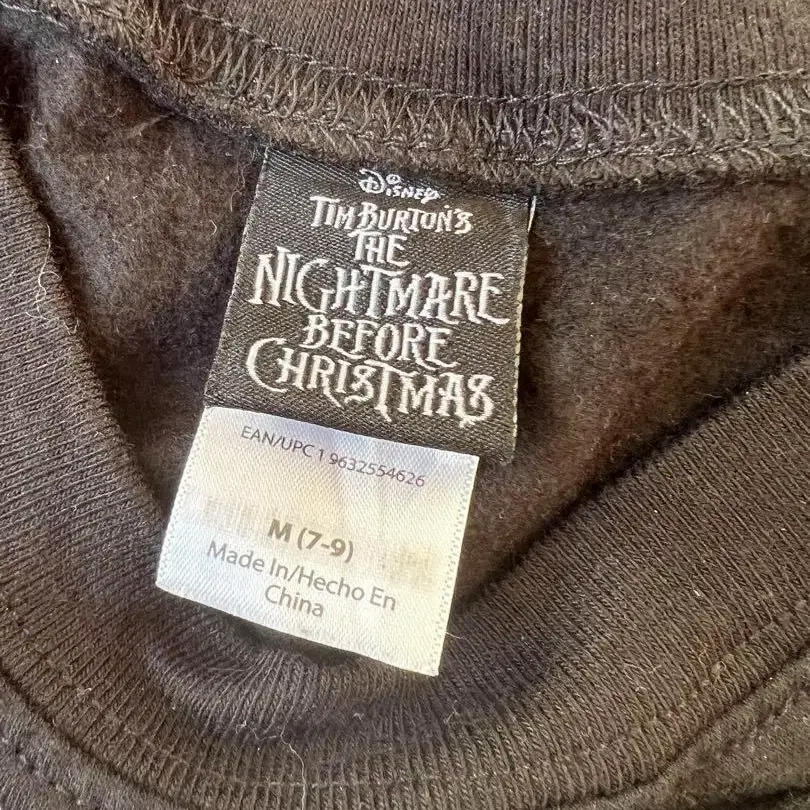 Disney
Tim Burton's
The
Nightmare
Before
Christmas
EAN/UPC 1 9632554626
M (7-9)
Made In/Hecho En
China